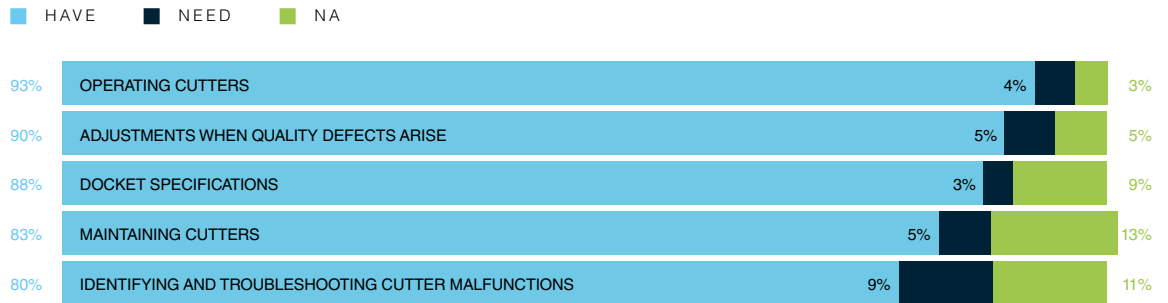 HAVE NEED NA
93% OPERATING CUTTERS 4% 3%
90% ADJUSTMENTS WHEN QUALITY DEFECTS ARISE 5% 5%
88% DOCKET SPECIFICATIONS 3% 9%
83% MAINTAINING CUTTERS 5% 13%
80% IDENTIFYING AND TROUBLESHOOTING CUTTER MALFUNCTIONS 9% 11%